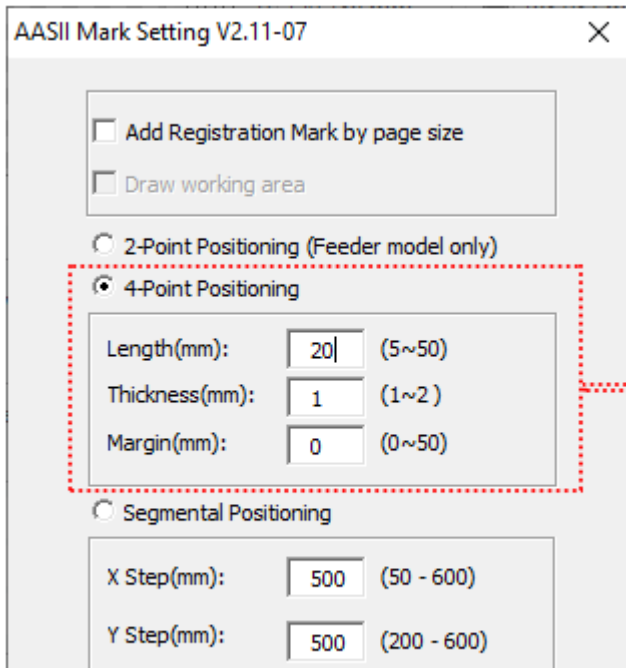 AASII Mark Setting V2.11-07
Add Registration Mark by page size
Draw working area
2-Point Positioning (Feeder model only)
4-Point Positioning
Length(mm): 20 (5~50)
Thickness(mm): 1 (1~2 )
Margin(mm): 0 (0~50)
Segmental Positioning
X Step(mm): 500 (50 - 600)
Y Step(mm): 500 (200 - 600)